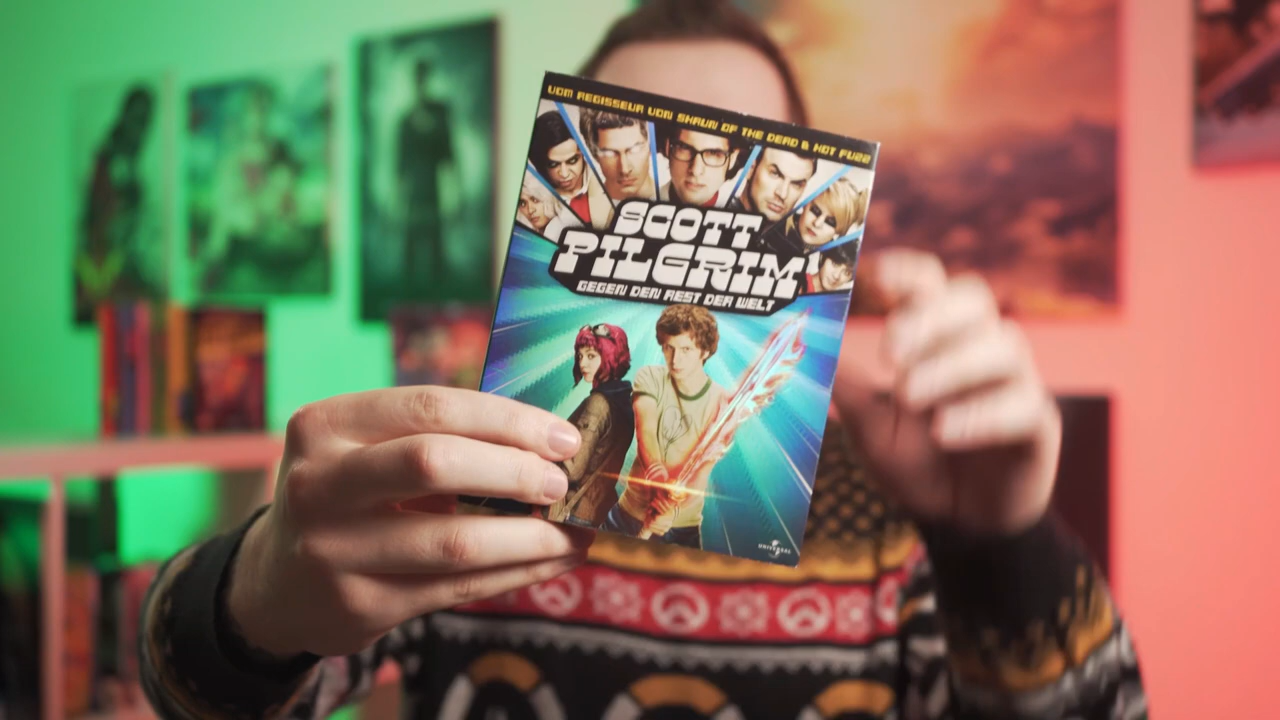 VOM REGISSEUR VON SHAUN OF THE DEAD & HOT FUZZ
SCOTT
PILGRIM
GEGEN DEN REST DER WELT
UNIVERSAL